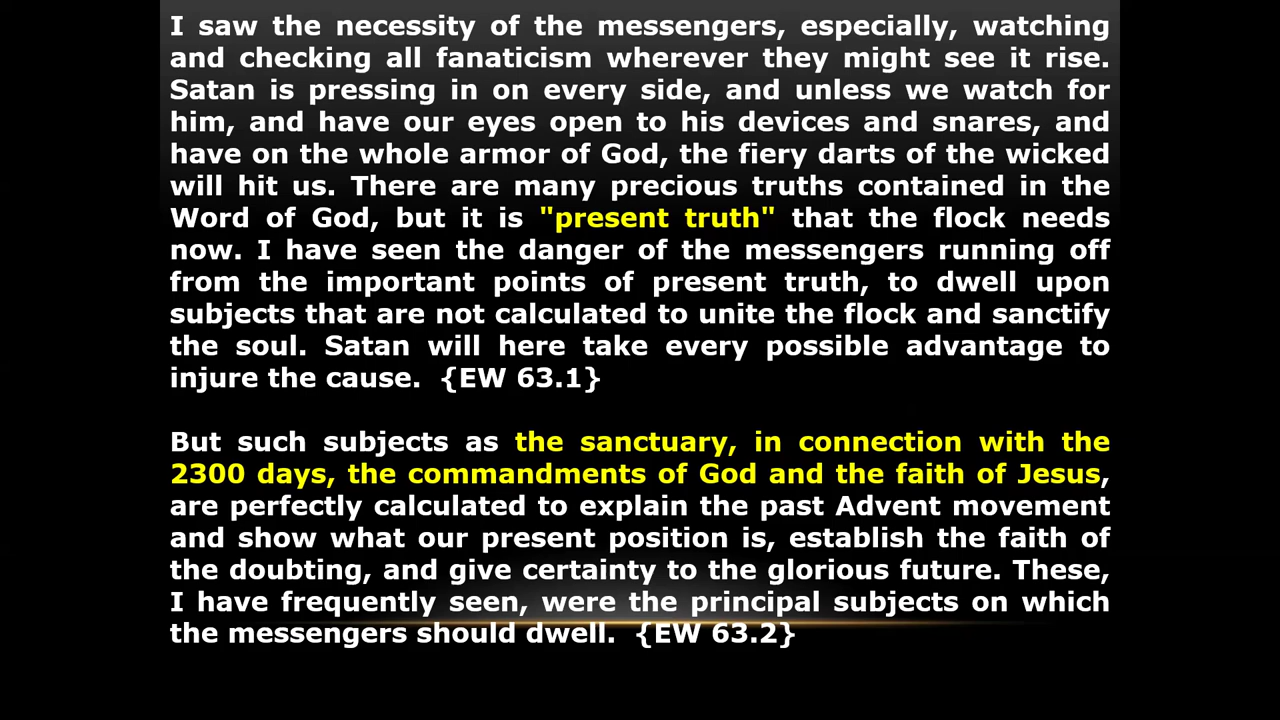 I saw the necessity of the messengers, especially, watching
and checking all fanaticism wherever they might see it rise.
Satan is pressing in on every side, and unless we watch for
him, and have our eyes open to his devices and snares, and
have on the whole armor of God, the fiery darts of the wicked
will hit us. There are many precious truths contained in the
Word of God, but it is "present truth" that the flock needs
now. I have seen the danger of the messengers running off
from the important points of present truth, to dwell upon
subjects that are not calculated to unite the flock and sanctify
the soul. Satan will here take every possible advantage to
injure the cause. {EW 63.1}
But such subjects as the sanctuary, in connection with the
2300 days, the commandments of God and the faith of Jesus,
are perfectly calculated to explain the past Advent movement
and show what our present position is, establish the faith of
the doubting, and give certainty to the glorious future. These,
I have frequently seen, were the principal subjects on which
the messengers should dwell. {EW 63.2}